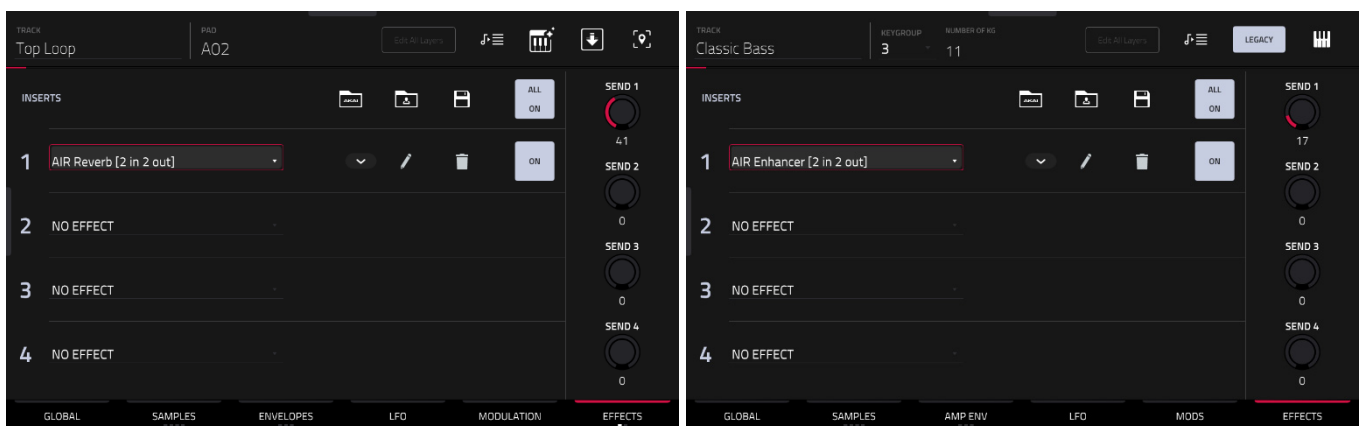 TRACK
Top Loop
PAD
A02
Edit All Layers
INSERTS
AKAI
ALL
ON
SEND 1
41
1 AIR Reverb [2 in 2 out]
ON
SEND 2
0
2 NO EFFECT
SEND 3
0
3 NO EFFECT
SEND 4
0
4 NO EFFECT
GLOBAL SAMPLES ENVELOPES LFO MODULATION EFFECTS
TRACK
Classic Bass
KEYGROUP
3
NUMBER OF KG
11
Edit All Layers
LEGACY
INSERTS
AKAI
ALL
ON
SEND 1
17
1 AIR Enhancer [2 in 2 out]
ON
SEND 2
0
2 NO EFFECT
SEND 3
0
3 NO EFFECT
SEND 4
0
4 NO EFFECT
GLOBAL SAMPLES AMP ENV LFO MODS EFFECTS